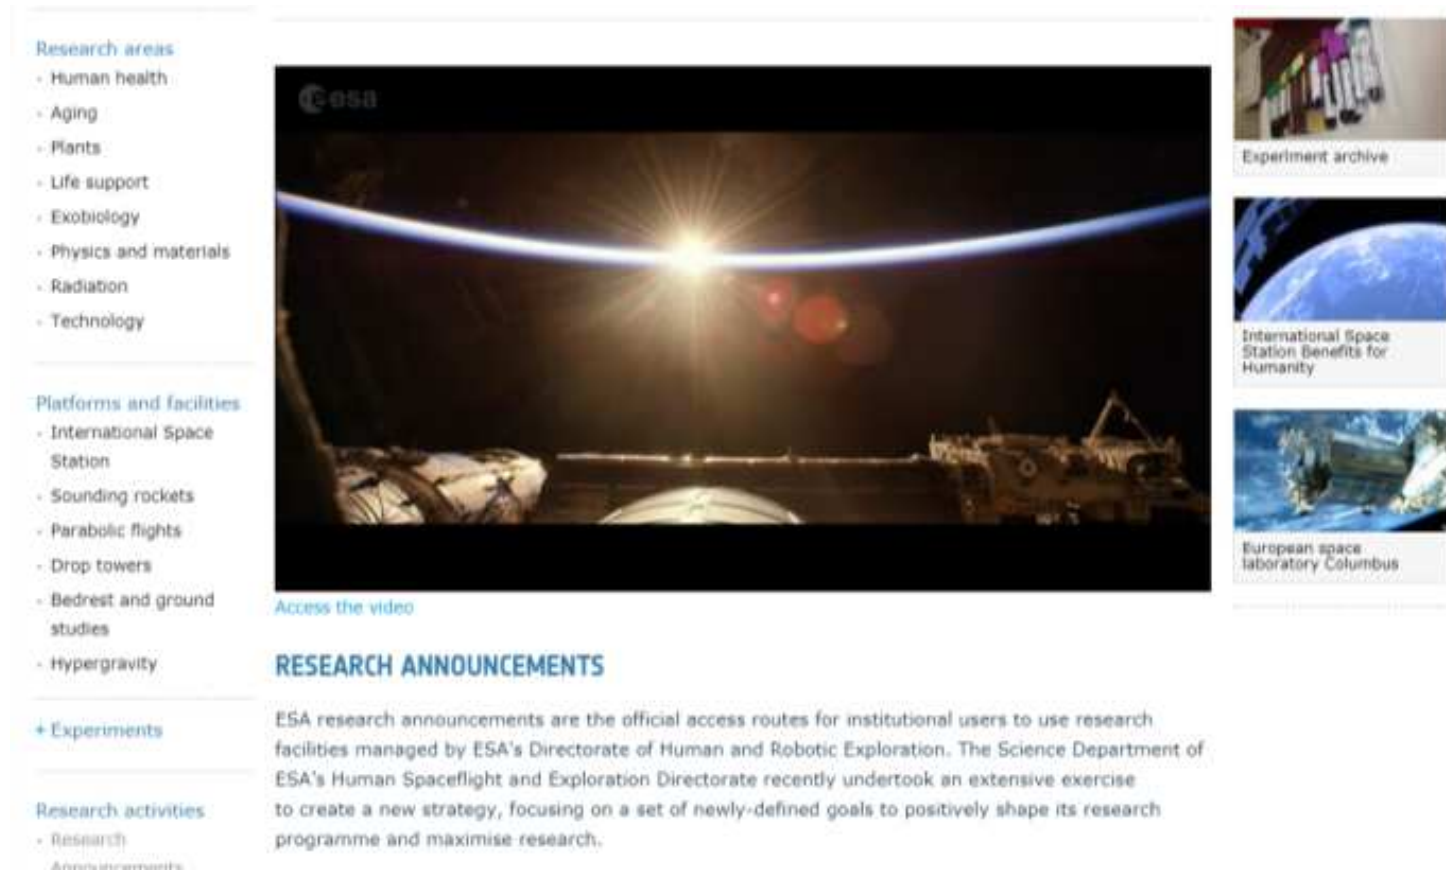 Research areas
- Human health
- Aging
- Plants
- Life support
- Exobiology
- Physics and materials
- Radiation
- Technology
Platforms and facilities
- International Space
Station
- Sounding rockets
- Parabolic flights
- Drop towers
- Bedrest and ground
studies
- Hypergravity
+ Experiments
Research activities
- Research
Announcements
esa
Access the video
RESEARCH ANNOUNCEMENTS
ESA research announcements are the official access routes for institutional users to use research
facilities managed by ESA's Directorate of Human and Robotic Exploration. The Science Department of
ESA's Human Spaceflight and Exploration Directorate recently undertook an extensive exercise
to create a new strategy, focusing on a set of newly-defined goals to positively shape its research
programme and maximise research.
Experiment archive
International Space
Station Benefits for
Humanity
European space
laboratory Columbus